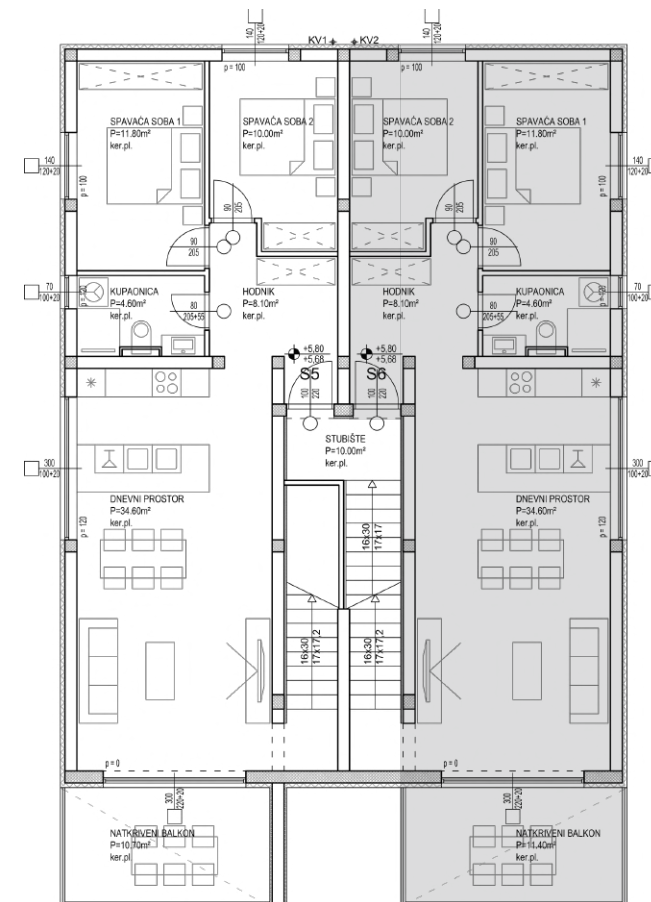 140
120+20
KV1
KV2
140
120+20
p = 100
p = 100
SPAVAĆA SOBA 1
P=11.80m²
ker.pl.
SPAVAĆA SOBA 2
P=10.00m²
ker.pl.
SPAVAĆA SOBA 2
P=10.00m²
ker.pl.
SPAVAĆA SOBA 1
P=11.80m²
ker.pl.
140
120+20
p = 100
p = 100
140
120+20
90
205
90
205
90
205
90
205
70
100+20
KUPAONICA
P=4.60m²
ker.pl.
80
205+55
HODNIK
P=8.10m²
ker.pl.
HODNIK
P=8.10m²
ker.pl.
80
205+55
KUPAONICA
P=4.60m²
ker.pl.
70
100+20
+5,80
+5,68
S5
+5,80
+5,68
S6
100
220
100
220
STUBIŠTE
P=10.00m²
ker.pl.
300
100+20
300
100+20
DNEVNI PROSTOR
P=34.60m²
ker.pl.
p = 120
DNEVNI PROSTOR
P=34.60m²
ker.pl.
p = 120
16x30
17x17
16x30
17x17,2
16x30
17x17,2
p = 0
p = 0
300
220+20
300
220+20
NATKRIVENI BALKON
P=10.70m²
ker.pl.
NATKRIVENI BALKON
P=11.40m²
ker.pl.